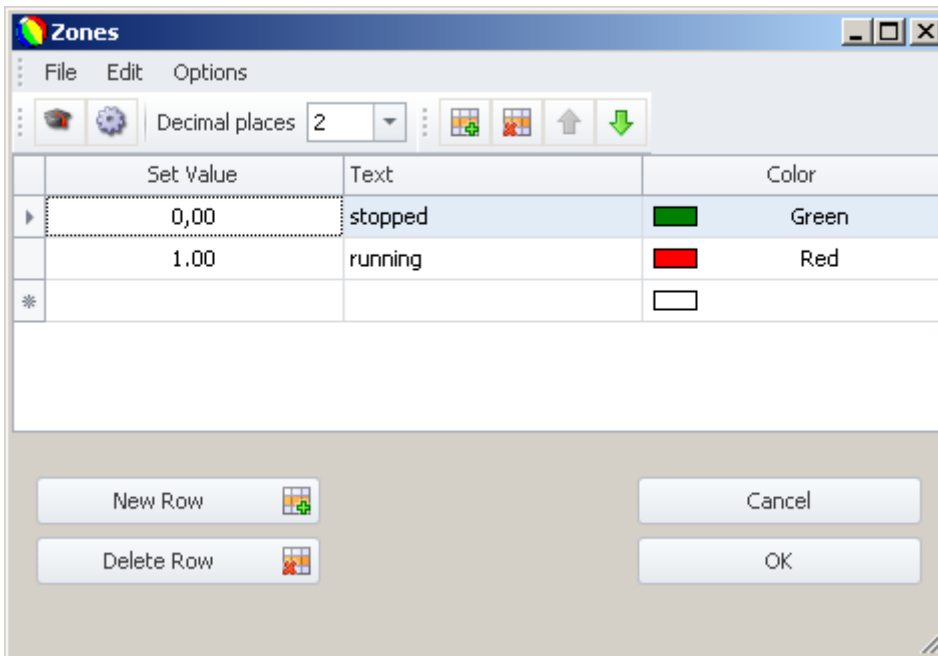 Zones
File Edit Options
Decimal places 2
Set Value Text Color
0,00 stopped Green
1.00 running Red
New Row Cancel
Delete Row OK